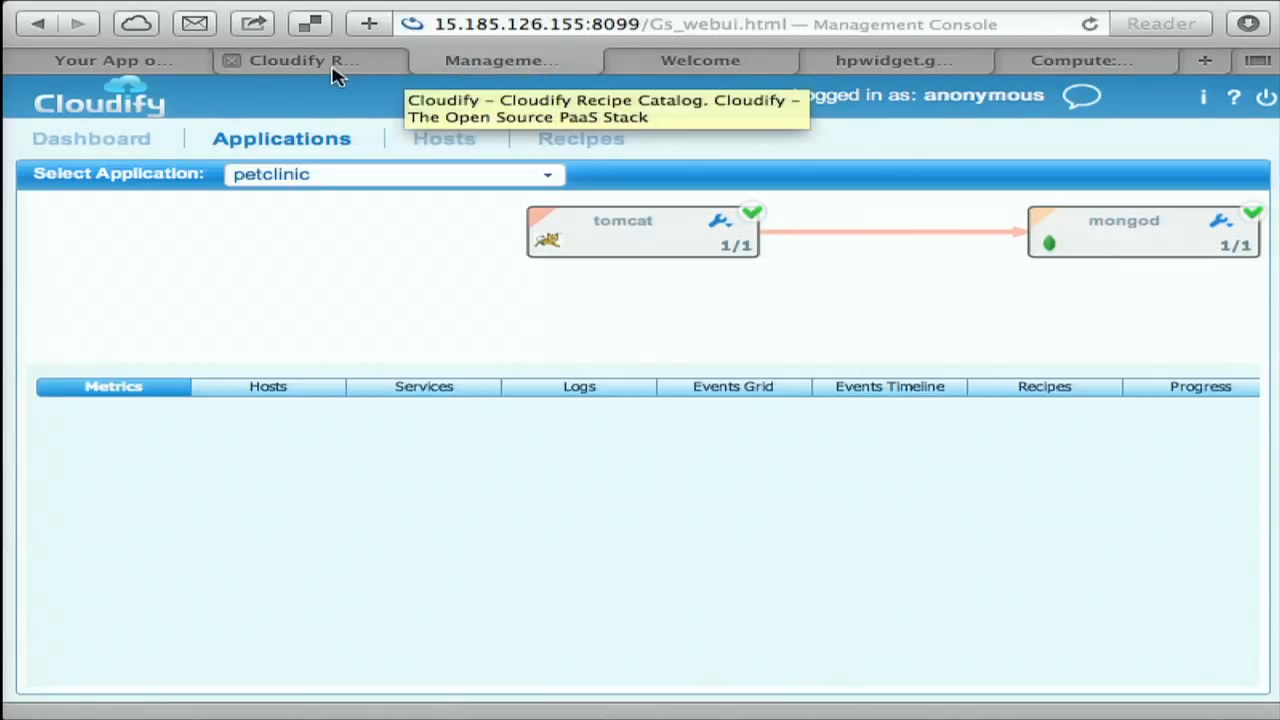 15.185.126.155:8099/Gs_webui.html — Management Console
Reader
Your App o...
Cloudify R...
Manageme...
Welcome
hpwidget.g...
Compute:...
Cloudify
Cloudify – Cloudify Recipe Catalog. Cloudify –
The Open Source PaaS Stack
ogged in as: anonymous
i ?
Dashboard
Applications
Hosts
Recipes
Select Application:
petclinic
tomcat
1/1
mongod
1/1
Metrics
Hosts
Services
Logs
Events Grid
Events Timeline
Recipes
Progress